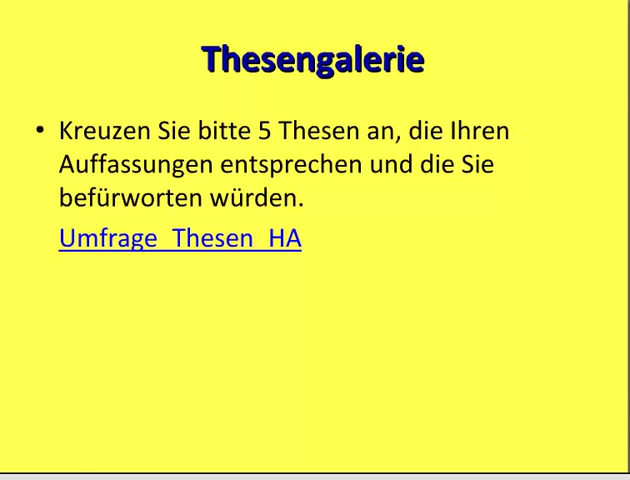 Thesengalerie
• Kreuzen Sie bitte 5 Thesen an, die Ihren
Auffassungen entsprechen und die Sie
befürworten würden.
Umfrage_Thesen_HA